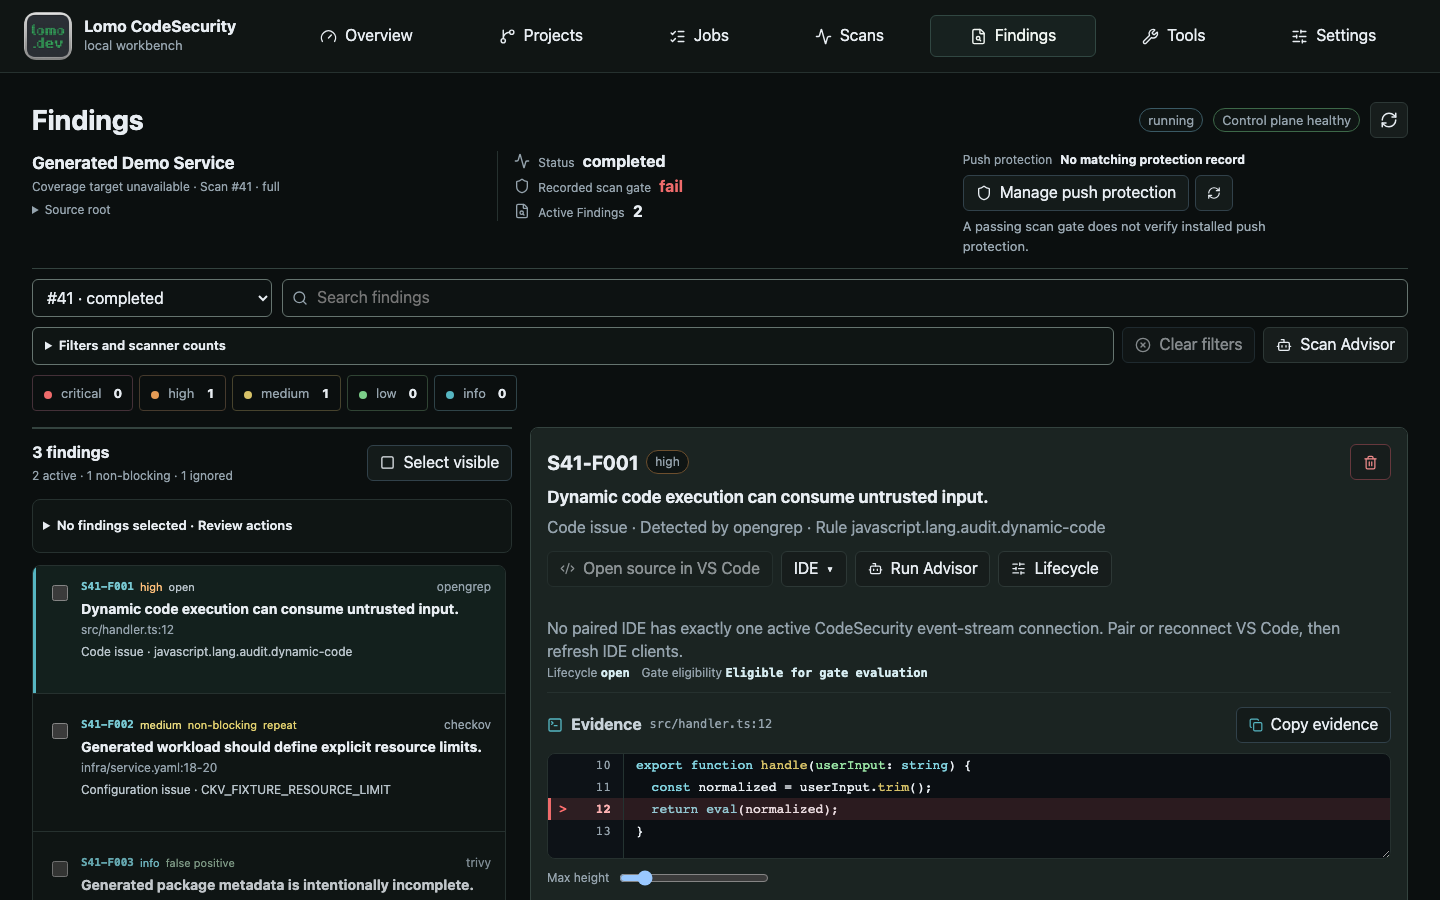 lomo
.dev
Lomo CodeSecurity
local workbench
Overview
Projects
Jobs
Scans
Findings
Tools
Settings
Findings
running
Control plane healthy
Generated Demo Service
Coverage target unavailable · Scan #41 · full
Source root
Status completed
Recorded scan gate fail
Active Findings 2
Push protection No matching protection record
Manage push protection
A passing scan gate does not verify installed push
protection.
#41 · completed
Search findings
Filters and scanner counts
Clear filters
Scan Advisor
critical 0
high 1
medium 1
low 0
info 0
3 findings
2 active · 1 non-blocking · 1 ignored
Select visible
No findings selected · Review actions
S41-F001 high open opengrep
Dynamic code execution can consume untrusted input.
src/handler.ts:12
Code issue · javascript.lang.audit.dynamic-code
S41-F002 medium non-blocking repeat checkov
Generated workload should define explicit resource limits.
infra/service.yaml:18-20
Configuration issue · CKV_FIXTURE_RESOURCE_LIMIT
S41-F003 info false positive trivy
Generated package metadata is intentionally incomplete.
S41-F001 high
Dynamic code execution can consume untrusted input.
Code issue · Detected by opengrep · Rule javascript.lang.audit.dynamic-code
Open source in VS Code
IDE
Run Advisor
Lifecycle
No paired IDE has exactly one active CodeSecurity event-stream connection. Pair or reconnect VS Code, then
refresh IDE clients.
Lifecycle open Gate eligibility Eligible for gate evaluation
Evidence src/handler.ts:12
Copy evidence
10 export function handle(userInput: string) {
11 const normalized = userInput.trim();
> 12 return eval(normalized);
13 }
Max height